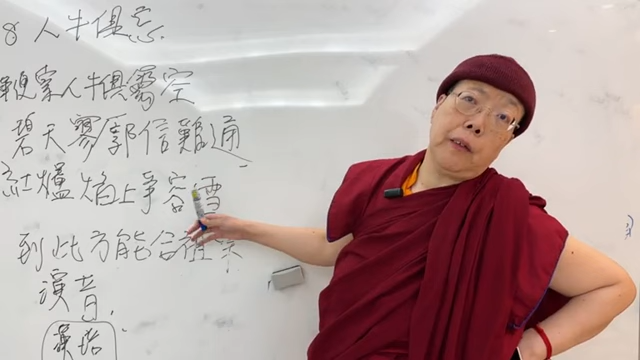 8 人牛俱忘.
鞭索人牛俱屬空
碧天寥廓信難通
紅爐焰上爭容雪
到此方能合祖宗
演音.